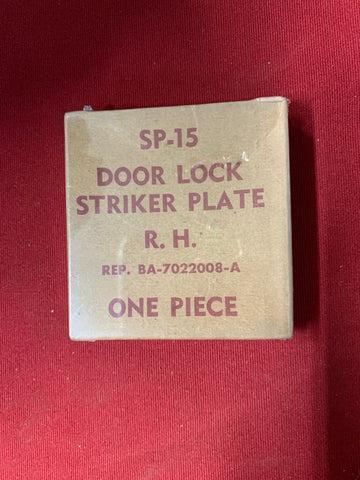 SP-15
DOOR LOCK
STRIKER PLATE
R. H.
REP. BA-7022008-A
ONE PIECE